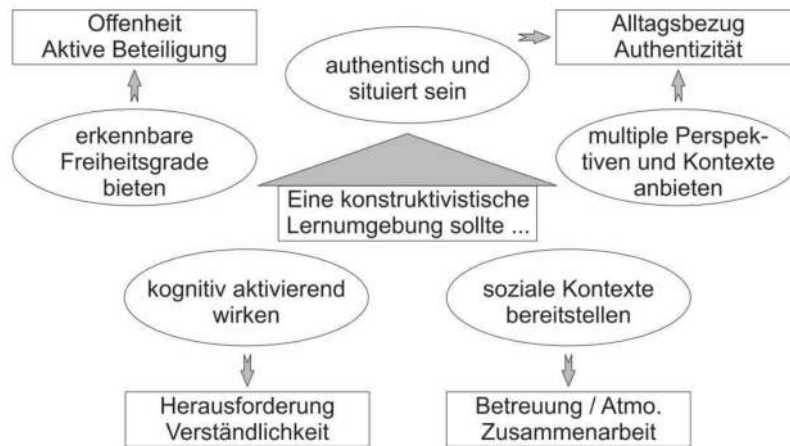 Offenheit
Aktive Beteiligung
authentisch und
situiert sein
Alltagsbezug
Authentizität
erkennbare
Freiheitsgrade
bieten
multiple Perspek-
tiven und Kontexte
anbieten
Eine konstruktivistische
Lernumgebung sollte ...
kognitiv aktivierend
wirken
soziale Kontexte
bereitstellen
Herausforderung
Verständlichkeit
Betreuung / Atmo.
Zusammenarbeit